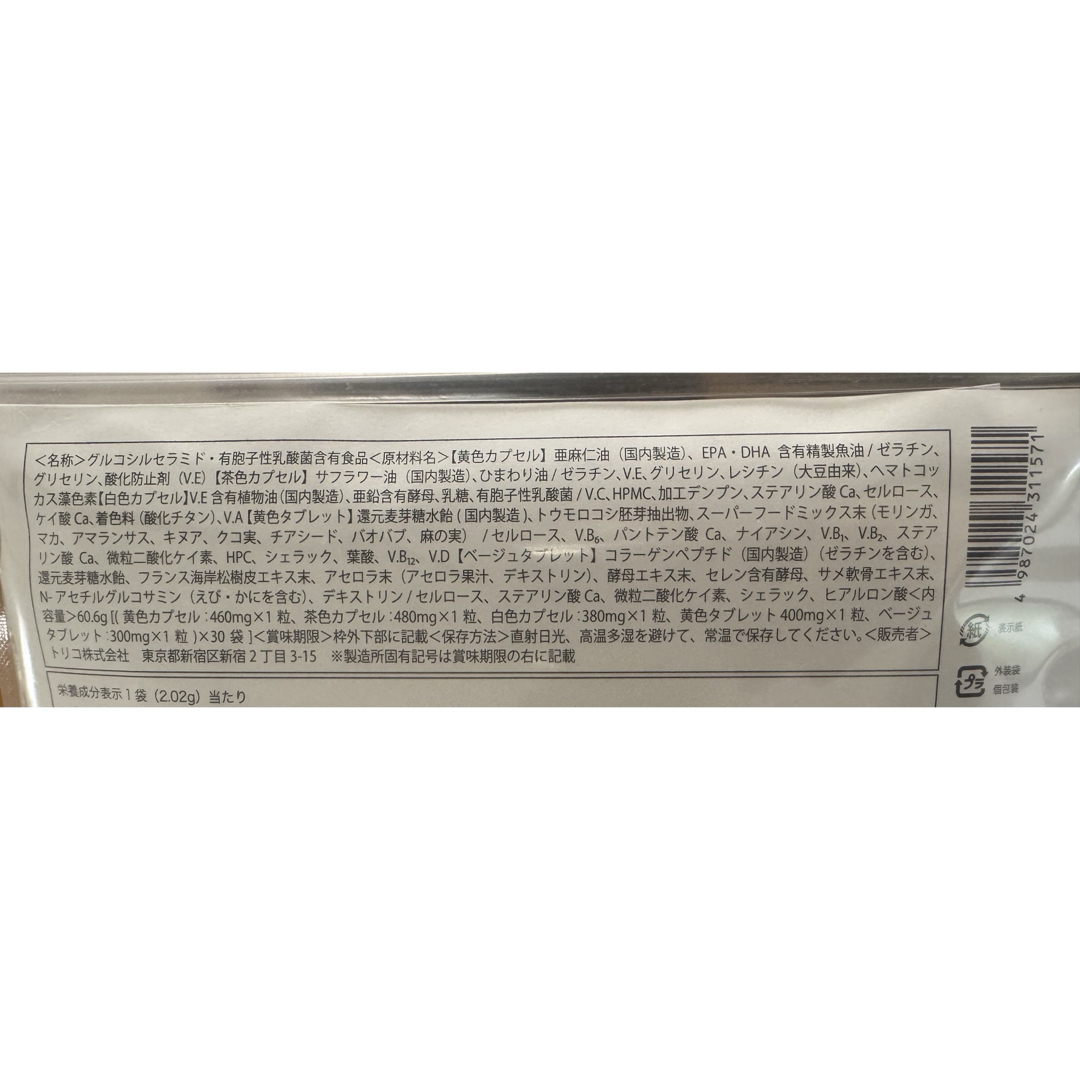 ＜名称＞グルコシルセラミド・有胞子性乳酸菌含有食品＜原材料名＞【黄色カプセル】亜麻仁油（国内製造）、EPA・DHA 含有精製魚油 / ゼラチン、
グリセリン、酸化防止剤（V.E）【茶色カプセル】サフラワー油（国内製造）、ひまわり油 / ゼラチン、V.E、グリセリン、レシチン（大豆由来）、ヘマトコッ
カス藻色素【白色カプセル】V.E 含有植物油（国内製造）、亜鉛含有酵母、乳糖、有胞子性乳酸菌 / V.C、HPMC、加工デンプン、ステアリン酸 Ca、セルロース、
ケイ酸 Ca、着色料（酸化チタン）、V.A【黄色タブレット】還元麦芽糖水飴（国内製造）、トウモロコシ胚芽抽出物、スーパーフードミックス末（モリンガ、
マカ、アマランサス、キヌア、クコ実、チアシード、バオバブ、麻の実） / セルロース、V.B₆、パントテン酸 Ca、ナイアシン、V.B₁、V.B₂、ステア
リン酸 Ca、微粒二酸化ケイ素、HPC、シェラック、葉酸、V.B₁₂、V.D【ベージュタブレット】コラーゲンペプチド（国内製造）（ゼラチンを含む）、
還元麦芽糖水飴、フランス海岸松樹皮エキス末、アセロラ末（アセロラ果汁、デキストリン）、酵母エキス末、セレン含有酵母、サメ軟骨エキス末、
N- アセチルグルコサミン（えび・かにを含む）、デキストリン / セルロース、ステアリン酸 Ca、微粒二酸化ケイ素、シェラック、ヒアルロン酸＜内
容量＞60.6g [( 黄色カプセル：460mg×1 粒、茶色カプセル：480mg×1 粒、白色カプセル：380mg×1 粒、黄色タブレット 400mg×1 粒、ベージュ
タブレット：300mg×1 粒 )×30 袋 ]＜賞味期限＞枠外下部に記載＜保存方法＞直射日光、高温多湿を避けて、常温で保存してください。＜販売者＞
トリコ株式会社　東京都新宿区新宿 2 丁目 3-15　※製造所固有記号は賞味期限の右に記載
栄養成分表示 1 袋（2.02g）当たり
4 987024 311571
紙 表示紙
プラ 外装袋
個包装